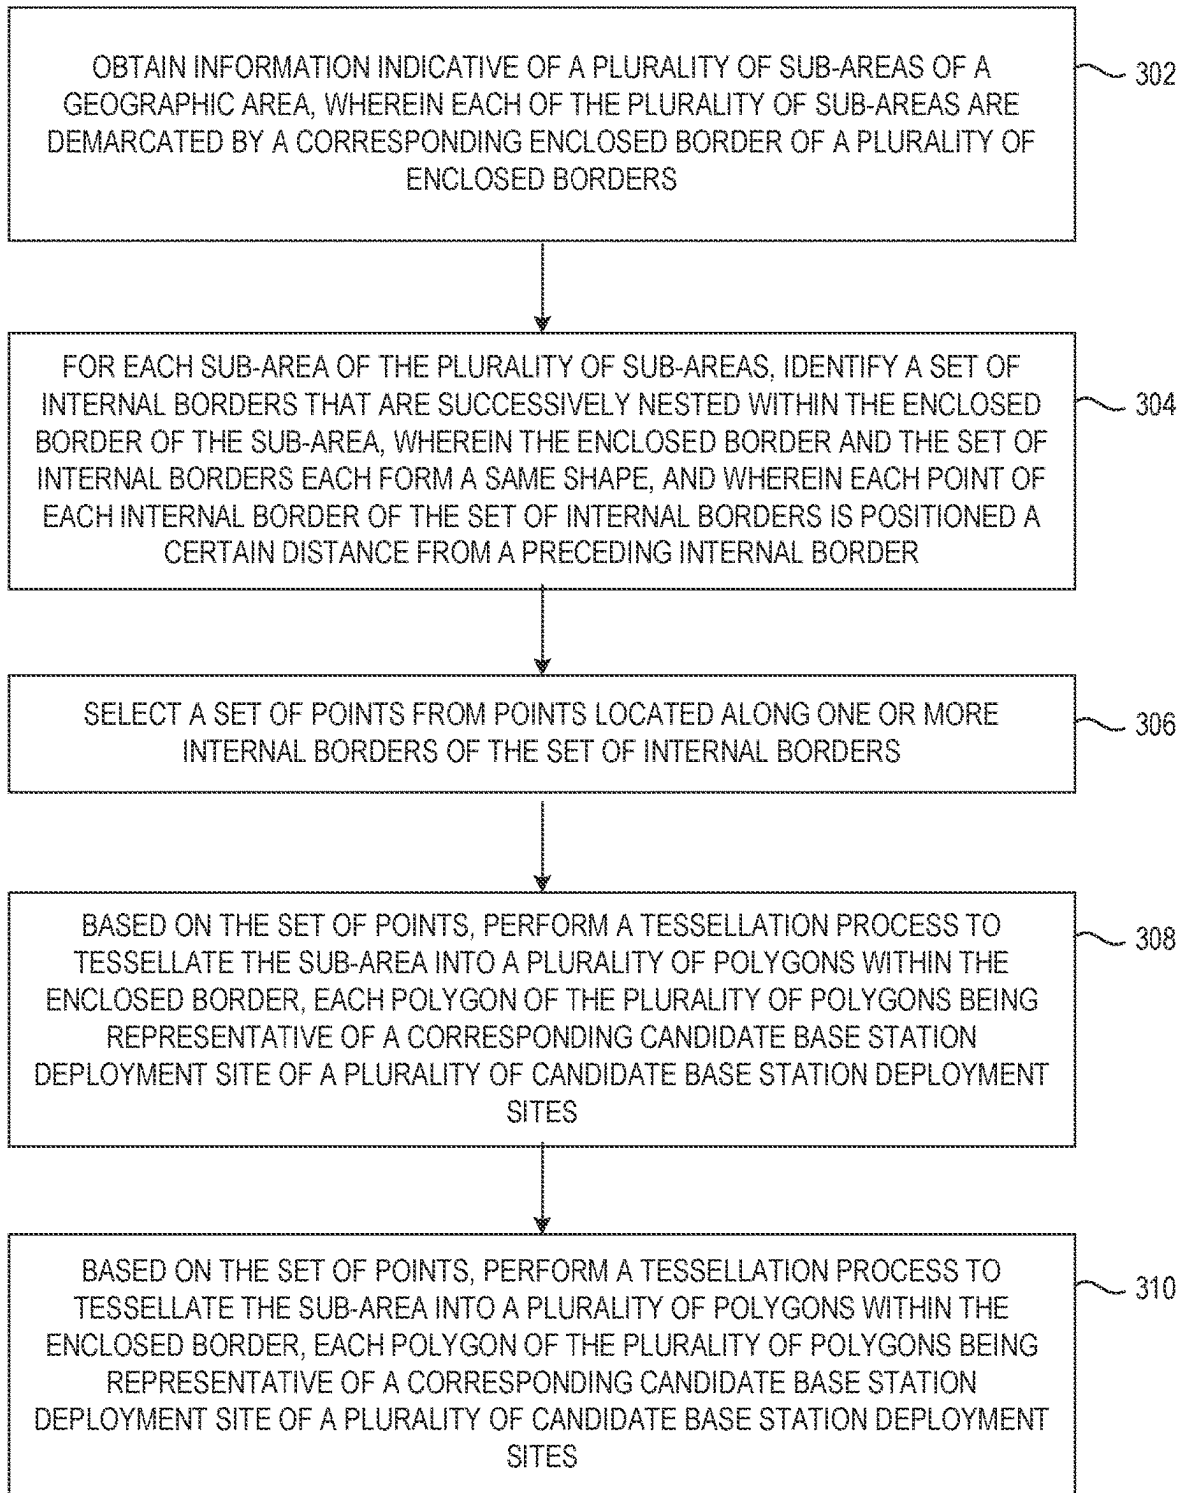 OBTAIN INFORMATION INDICATIVE OF A PLURALITY OF SUB-AREAS OF A
GEOGRAPHIC AREA, WHEREIN EACH OF THE PLURALITY OF SUB-AREAS ARE
DEMARCATED BY A CORRESPONDING ENCLOSED BORDER OF A PLURALITY OF
ENCLOSED BORDERS
302
FOR EACH SUB-AREA OF THE PLURALITY OF SUB-AREAS, IDENTIFY A SET OF
INTERNAL BORDERS THAT ARE SUCCESSIVELY NESTED WITHIN THE ENCLOSED
BORDER OF THE SUB-AREA, WHEREIN THE ENCLOSED BORDER AND THE SET OF
INTERNAL BORDERS EACH FORM A SAME SHAPE, AND WHEREIN EACH POINT OF
EACH INTERNAL BORDER OF THE SET OF INTERNAL BORDERS IS POSITIONED A
CERTAIN DISTANCE FROM A PRECEDING INTERNAL BORDER
304
SELECT A SET OF POINTS FROM POINTS LOCATED ALONG ONE OR MORE
INTERNAL BORDERS OF THE SET OF INTERNAL BORDERS
306
BASED ON THE SET OF POINTS, PERFORM A TESSELLATION PROCESS TO
TESSELLATE THE SUB-AREA INTO A PLURALITY OF POLYGONS WITHIN THE
ENCLOSED BORDER, EACH POLYGON OF THE PLURALITY OF POLYGONS BEING
REPRESENTATIVE OF A CORRESPONDING CANDIDATE BASE STATION
DEPLOYMENT SITE OF A PLURALITY OF CANDIDATE BASE STATION DEPLOYMENT
SITES
308
BASED ON THE SET OF POINTS, PERFORM A TESSELLATION PROCESS TO
TESSELLATE THE SUB-AREA INTO A PLURALITY OF POLYGONS WITHIN THE
ENCLOSED BORDER, EACH POLYGON OF THE PLURALITY OF POLYGONS BEING
REPRESENTATIVE OF A CORRESPONDING CANDIDATE BASE STATION
DEPLOYMENT SITE OF A PLURALITY OF CANDIDATE BASE STATION DEPLOYMENT
SITES
310